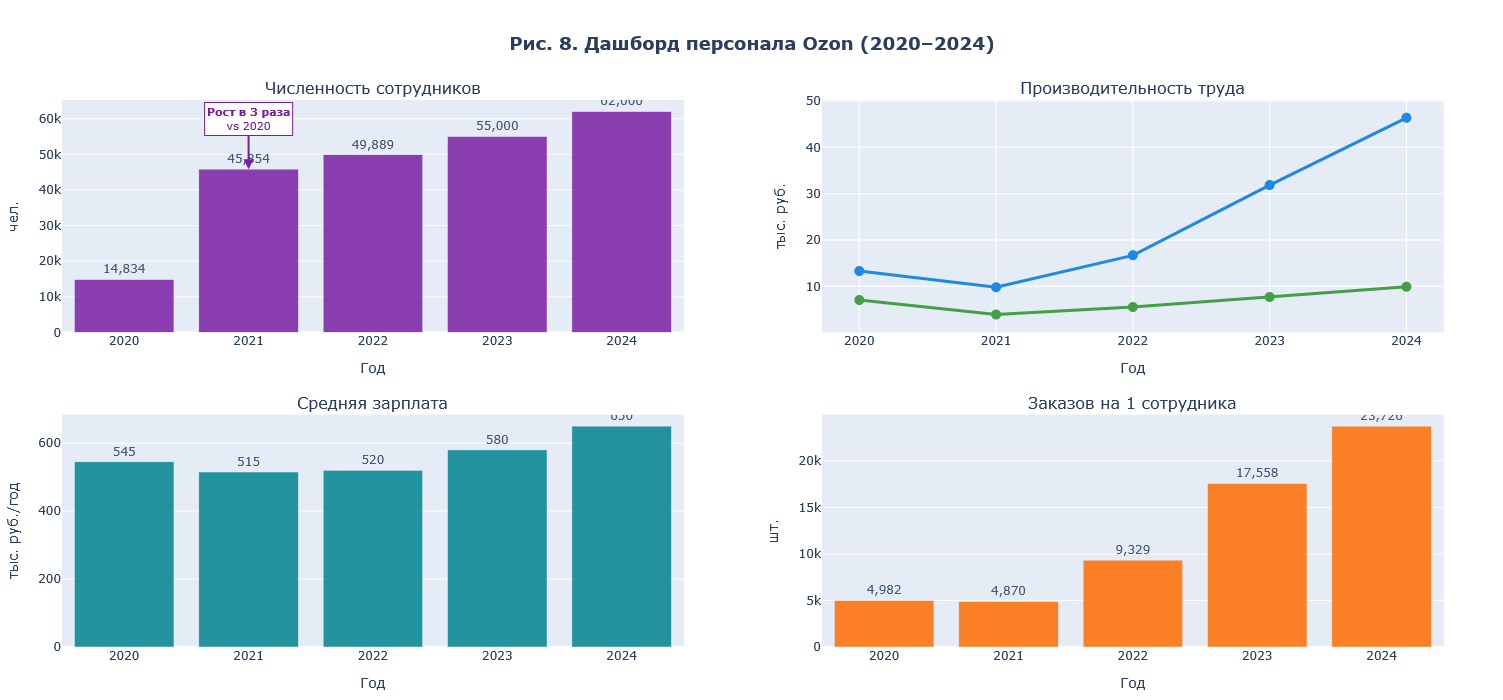 Рис. 8. Дашборд персонала Ozon (2020−2024)
Численность сотрудников
чел.
60k
50k
40k
30k
20k
10k
0
Рост в 3 раза
vs 2020
14,834
49,889
55,000
62,000
2020
2021
2022
2023
2024
Год
Производительность труда
тыс. руб.
50
40
30
20
10
2020
2021
2022
2023
2024
Год
Средняя зарплата
тыс. руб./год
600
400
200
0
545
515
520
580
650
2020
2021
2022
2023
2024
Год
Заказов на 1 сотрудника
шт.
20k
15k
10k
5k
0
4,982
4,870
9,329
17,558
23,726
2020
2021
2022
2023
2024
Год